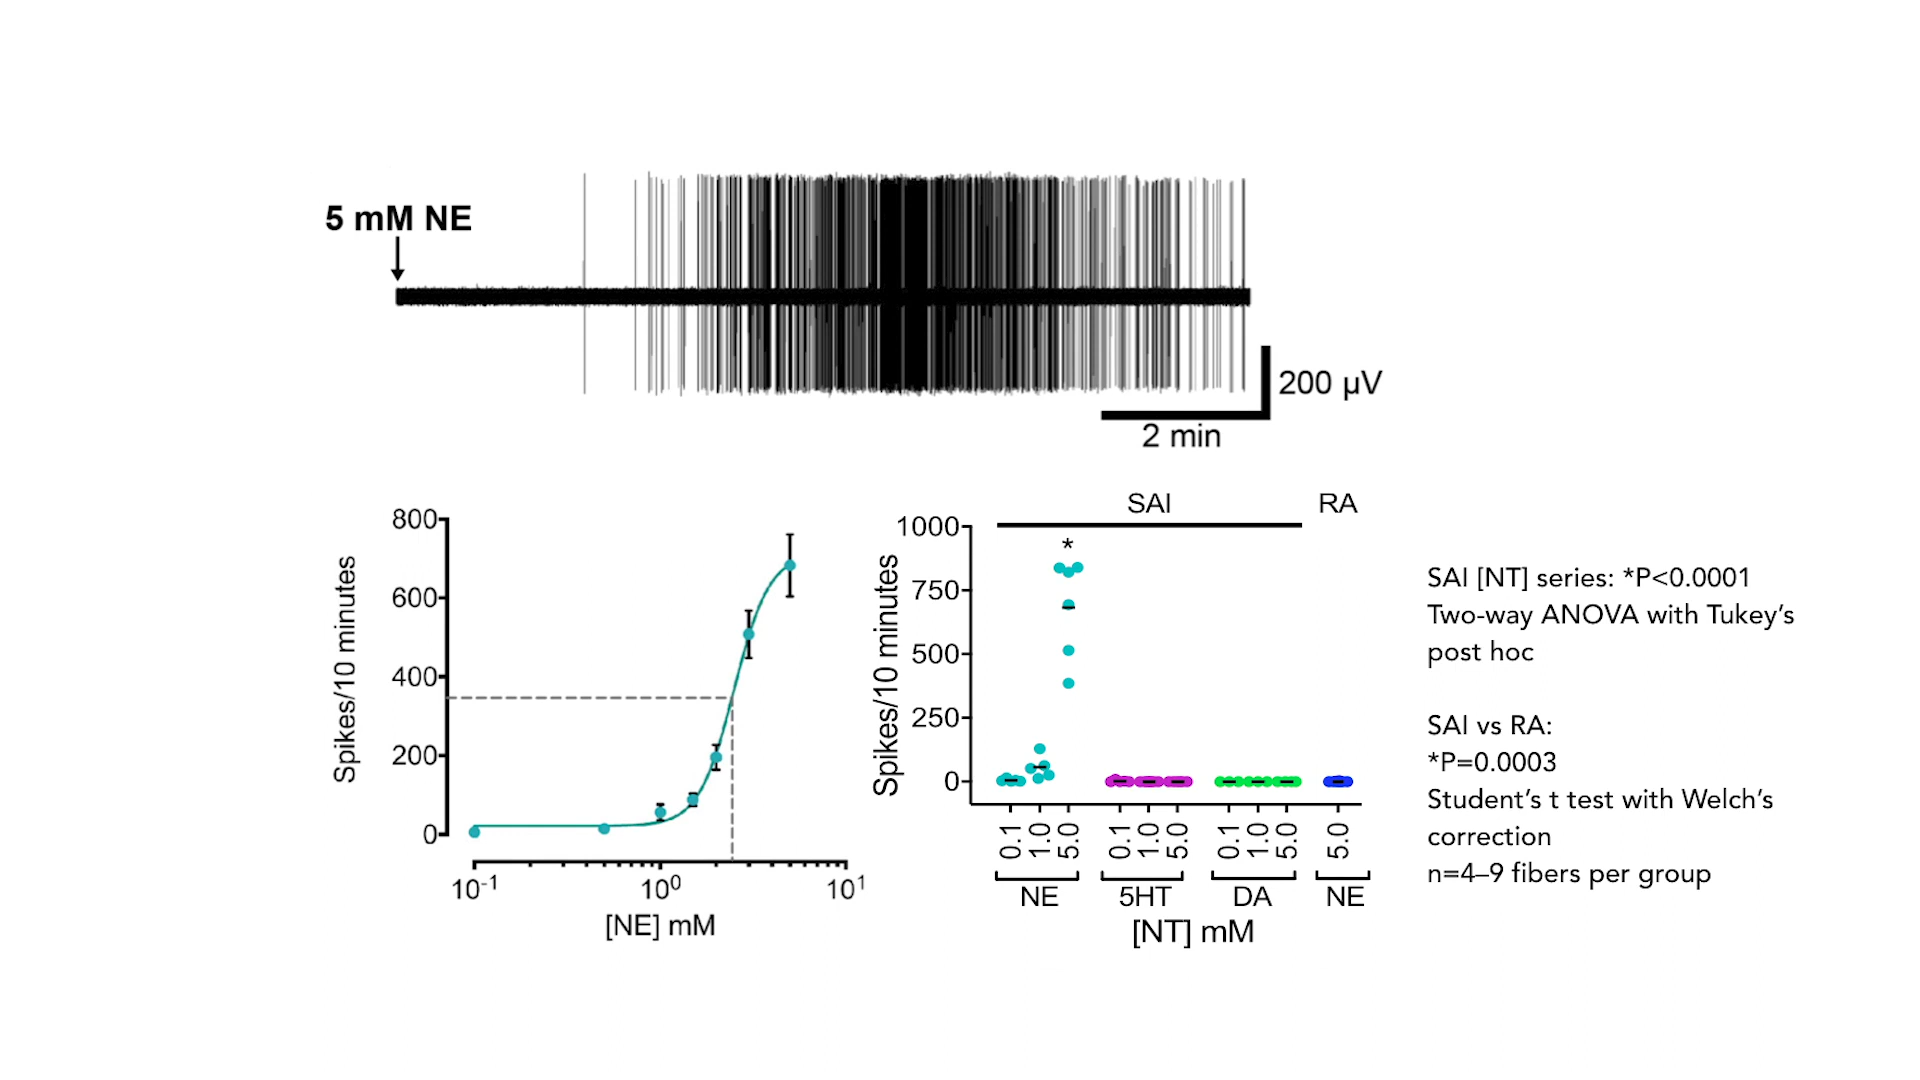 5 mM NE
200 µV
2 min
800
600
400
200
0
Spikes/10 minutes
10-1
100
101
[NE] mM
SAI
RA
1000
*
750
500
250
0
Spikes/10 minutes
0.1
1.0
5.0
0.1
1.0
5.0
0.1
1.0
5.0
5.0
NE
5HT
DA
NE
[NT] mM
SAI [NT] series: *P<0.0001
Two-way ANOVA with Tukey’s
post hoc
SAI vs RA:
*P=0.0003
Student’s t test with Welch’s
correction
n=4–9 fibers per group